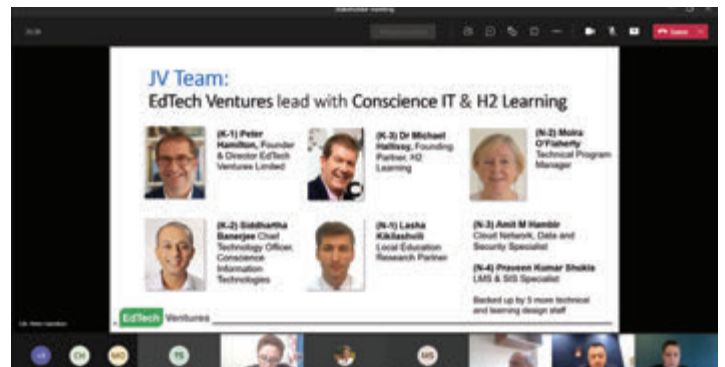 JV Team:
EdTech Ventures lead with Conscience IT & H2 Learning
(K-1) Peter
Hamilton, Founder
& Director EdTech
Ventures Limited
(K-3) Dr Michael
Hallissy, Founding
Partner, H2
Learning
(N-2) Moira
O'Flaherty
Technical Program
Manager
(K-2) Siddhartha
Banerjee Chief
Technology Officer,
Conscience
Information
Technologies
(N-1) Lasha
Kikilashvili
Local Education
Research Partner
(N-3) Amit M Hambir
Cloud Network, Data and
Security Specialist
(N-4) Praveen Kumar Shukla
LMS & SIS Specialist
Backed up by 5 more technical
and learning design staff
EdTech Ventures
CH
MO
TS
MS